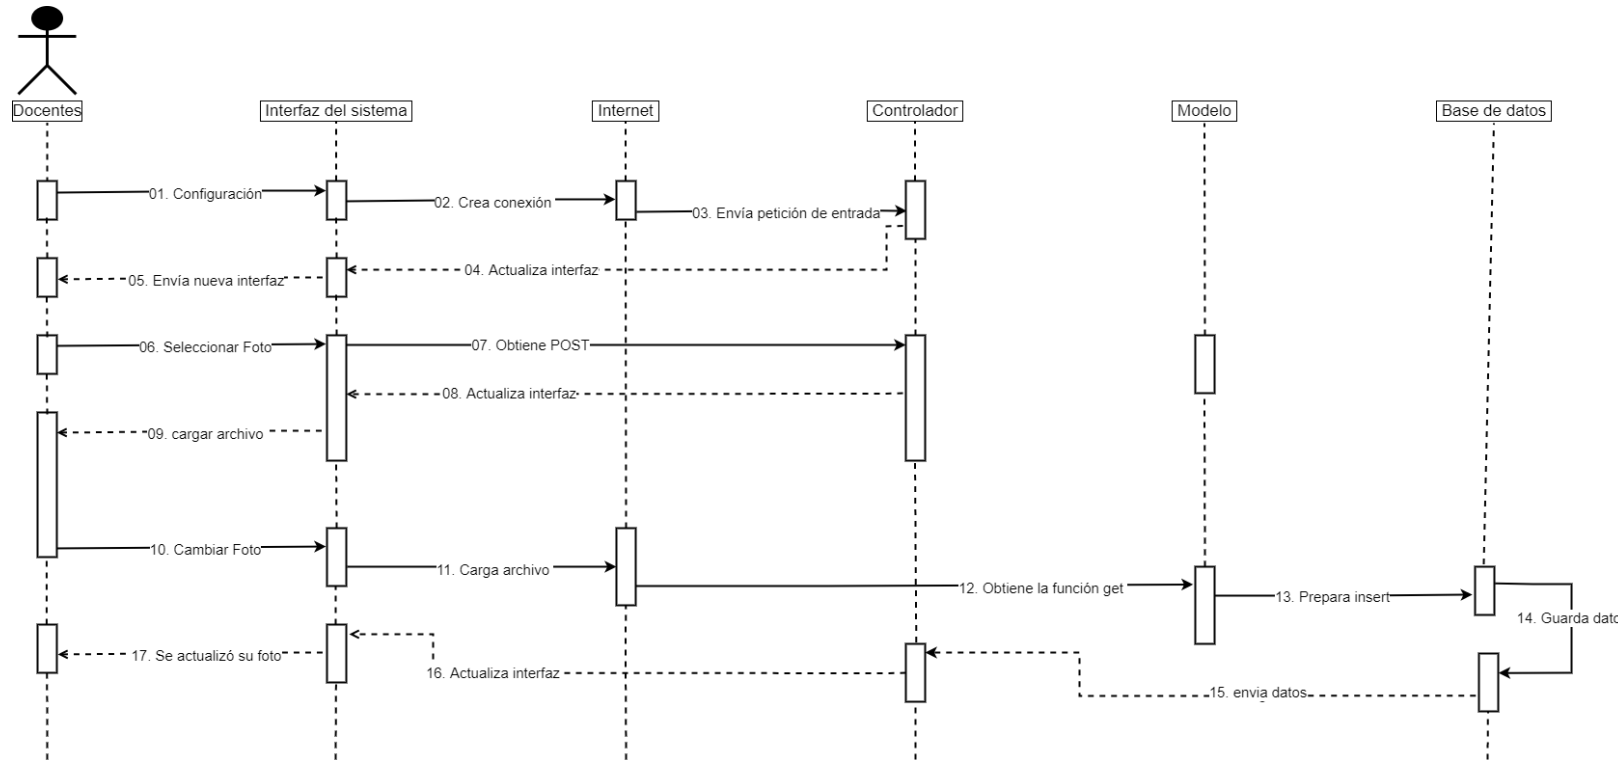 Docentes
Interfaz del sistema
Internet
Controlador
Modelo
Base de datos
01. Configuración
02. Crea conexión
03. Envía petición de entrada
04. Actualiza interfaz
05. Envía nueva interfaz
06. Seleccionar Foto
07. Obtiene POST
08. Actualiza interfaz
09. cargar archivo
10. Cambiar Foto
11. Carga archivo
12. Obtiene la función get
13. Prepara insert
14. Guarda dato
15. envia datos
16. Actualiza interfaz
17. Se actualizó su foto